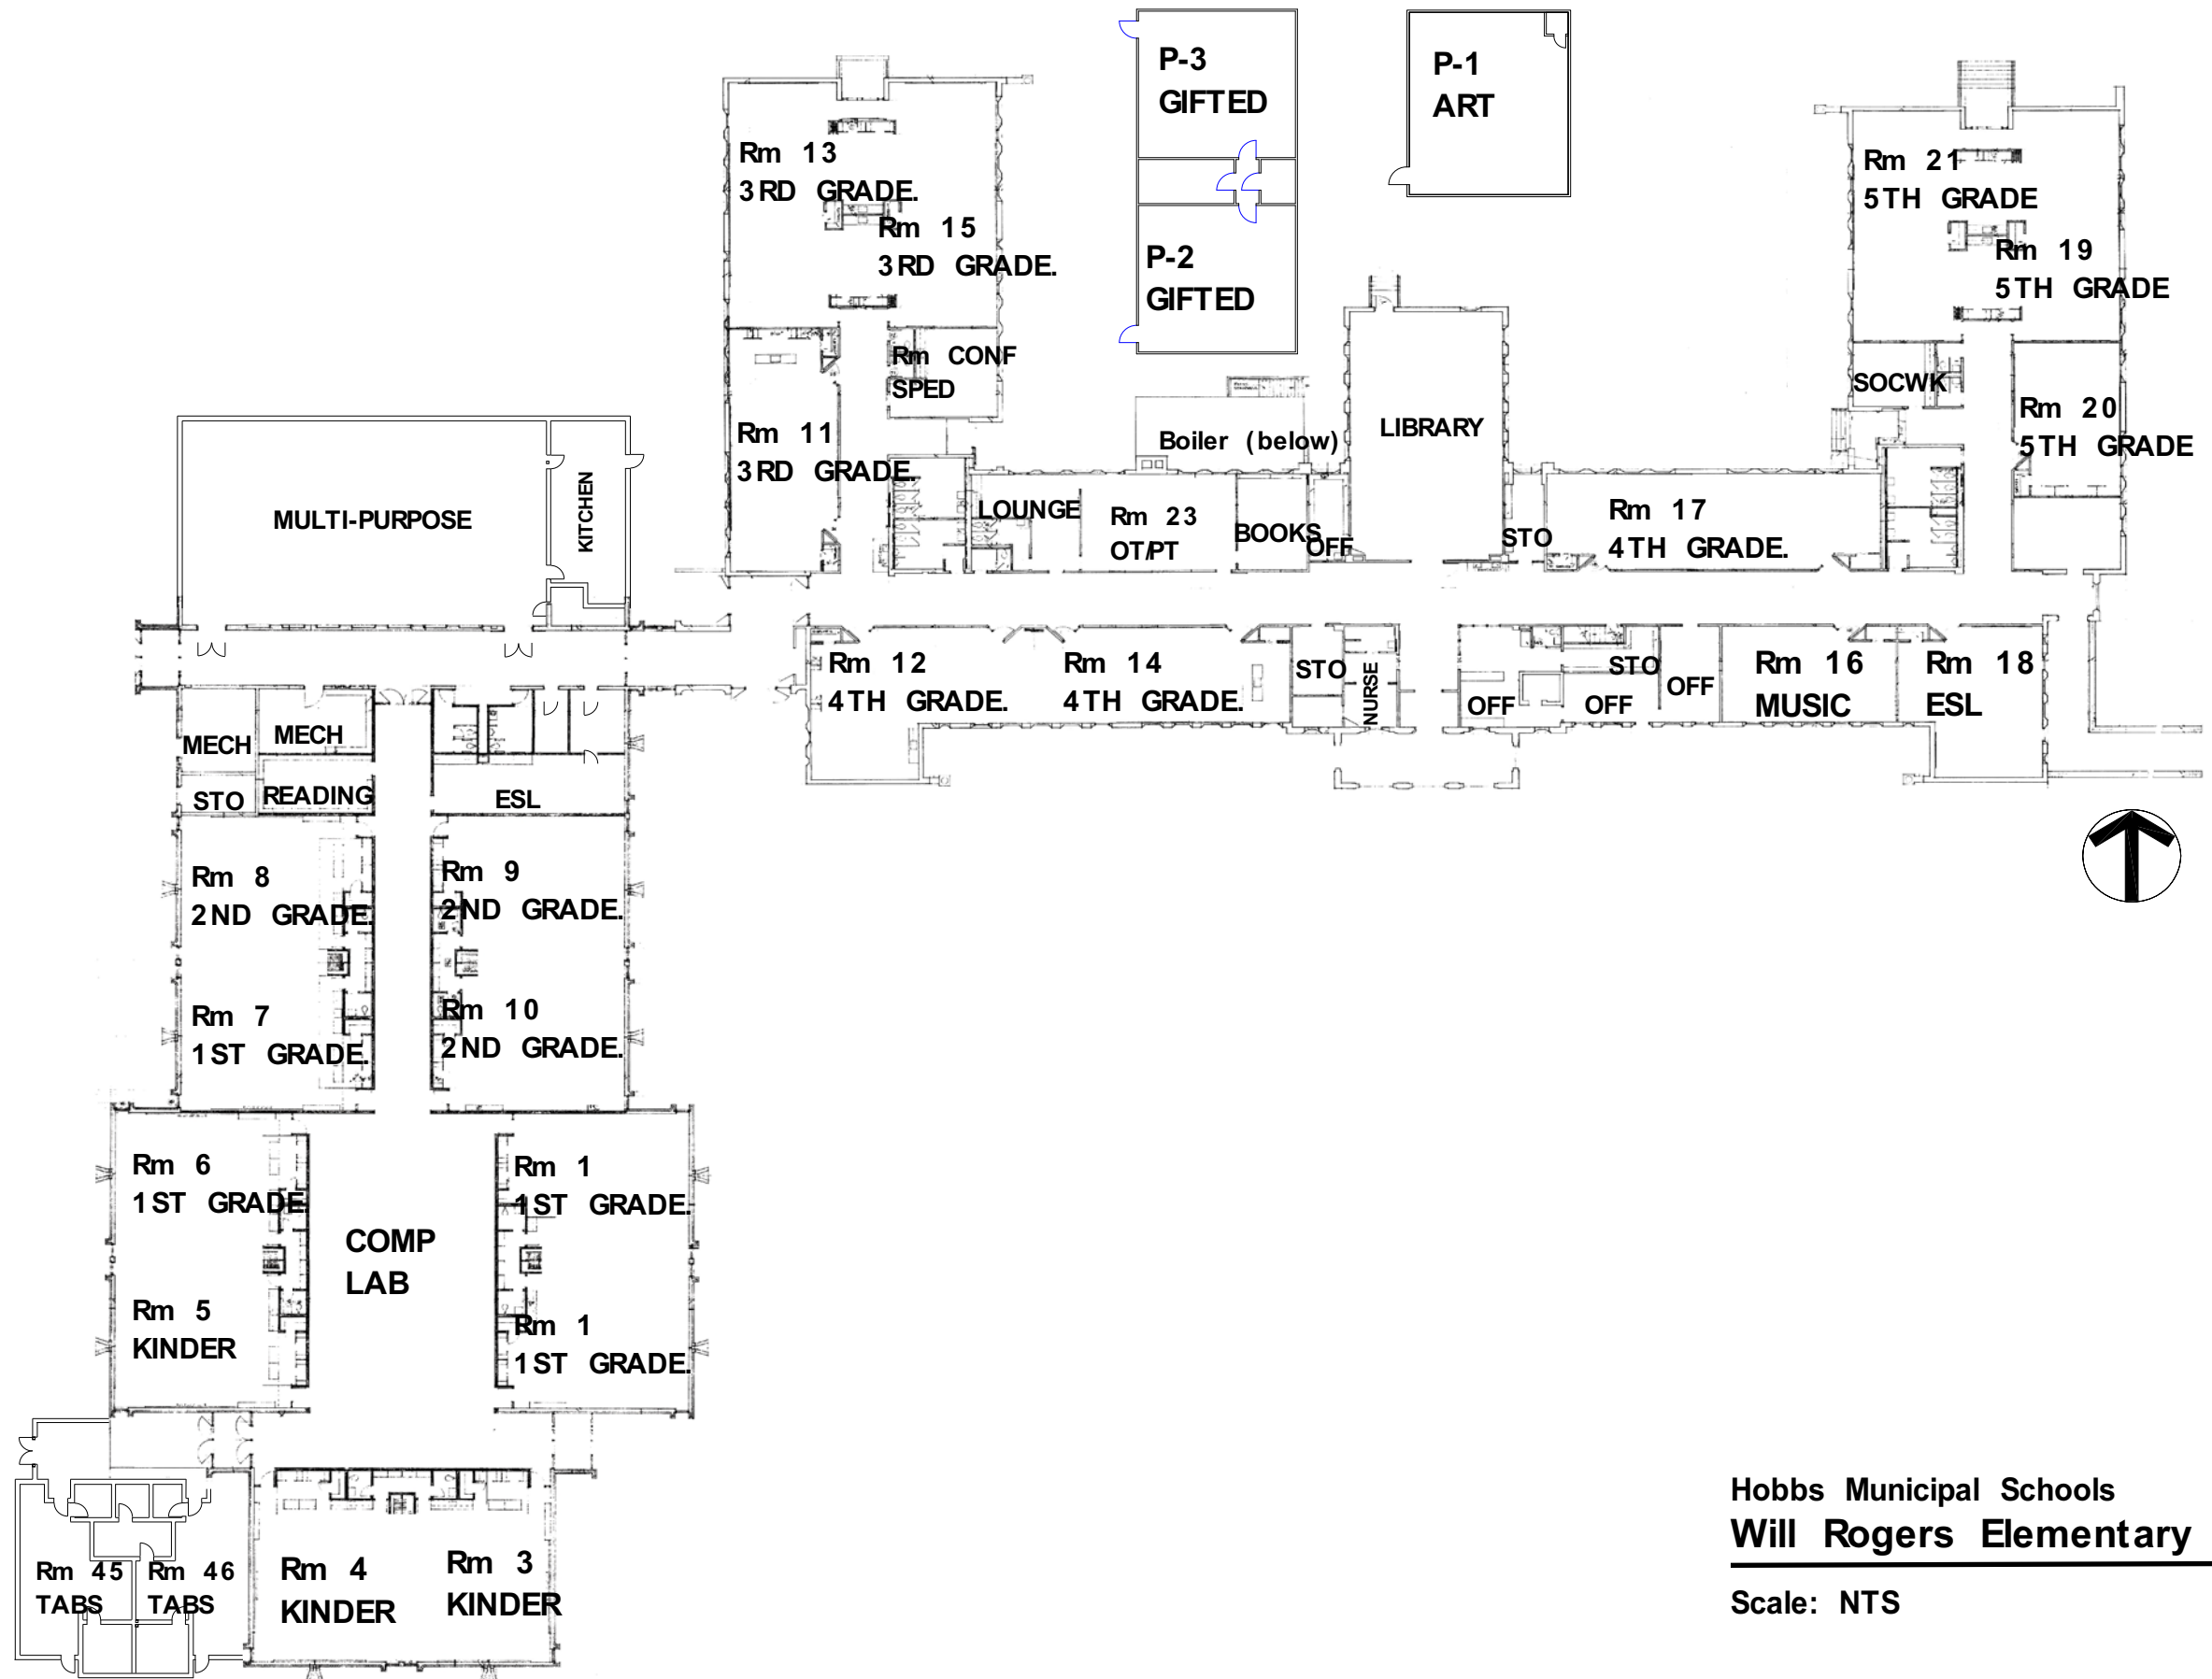 P-3
GIFTED
P-1
ART
Rm 13
3RD GRADE.
Rm 15
3RD GRADE.
P-2
GIFTED
Rm 21
5TH GRADE
Rm 19
5TH GRADE
Rm CONF
SPED
SOCWK
Rm 20
5TH GRADE
Rm 11
3RD GRADE.
Boiler (below)
LIBRARY
MULTI-PURPOSE
KITCHEN
LOUNGE
Rm 23
OT/PT
BOOKS
OFF
STO
Rm 17
4TH GRADE.
Rm 12
4TH GRADE.
Rm 14
4TH GRADE.
STO
NURSE
OFF
STO
OFF
OFF
Rm 16
MUSIC
Rm 18
ESL
MECH
MECH
STO
READING
ESL
Rm 8
2ND GRADE.
Rm 9
2ND GRADE.
Rm 7
1ST GRADE.
Rm 10
2ND GRADE.
Rm 6
1ST GRADE.
Rm 1
1ST GRADE.
COMP
LAB
Rm 5
KINDER
Rm 1
1ST GRADE.
Rm 45
TABS
Rm 46
TABS
Rm 4
KINDER
Rm 3
KINDER
Hobbs Municipal Schools
Will Rogers Elementary
Scale: NTS